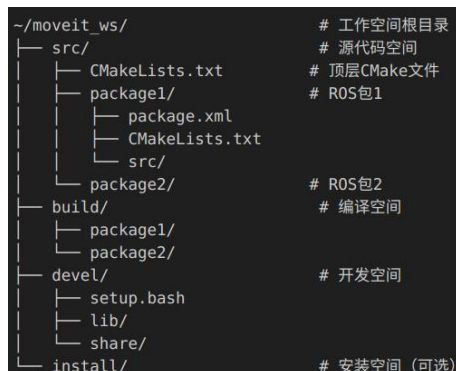 ~/moveit_ws/                        # 工作空间根目录
├── src/                            # 源代码空间
│   ├── CMakeLists.txt             # 顶层CMake文件
│   ├── package1/                  # ROS包1
│   │   ├── package.xml
│   │   ├── CMakeLists.txt
│   │   └── src/
│   └── package2/                  # ROS包2
├── build/                          # 编译空间
│   ├── package1/
│   └── package2/
├── devel/                          # 开发空间
│   ├── setup.bash
│   ├── lib/
│   └── share/
└── install/                        # 安装空间（可选）